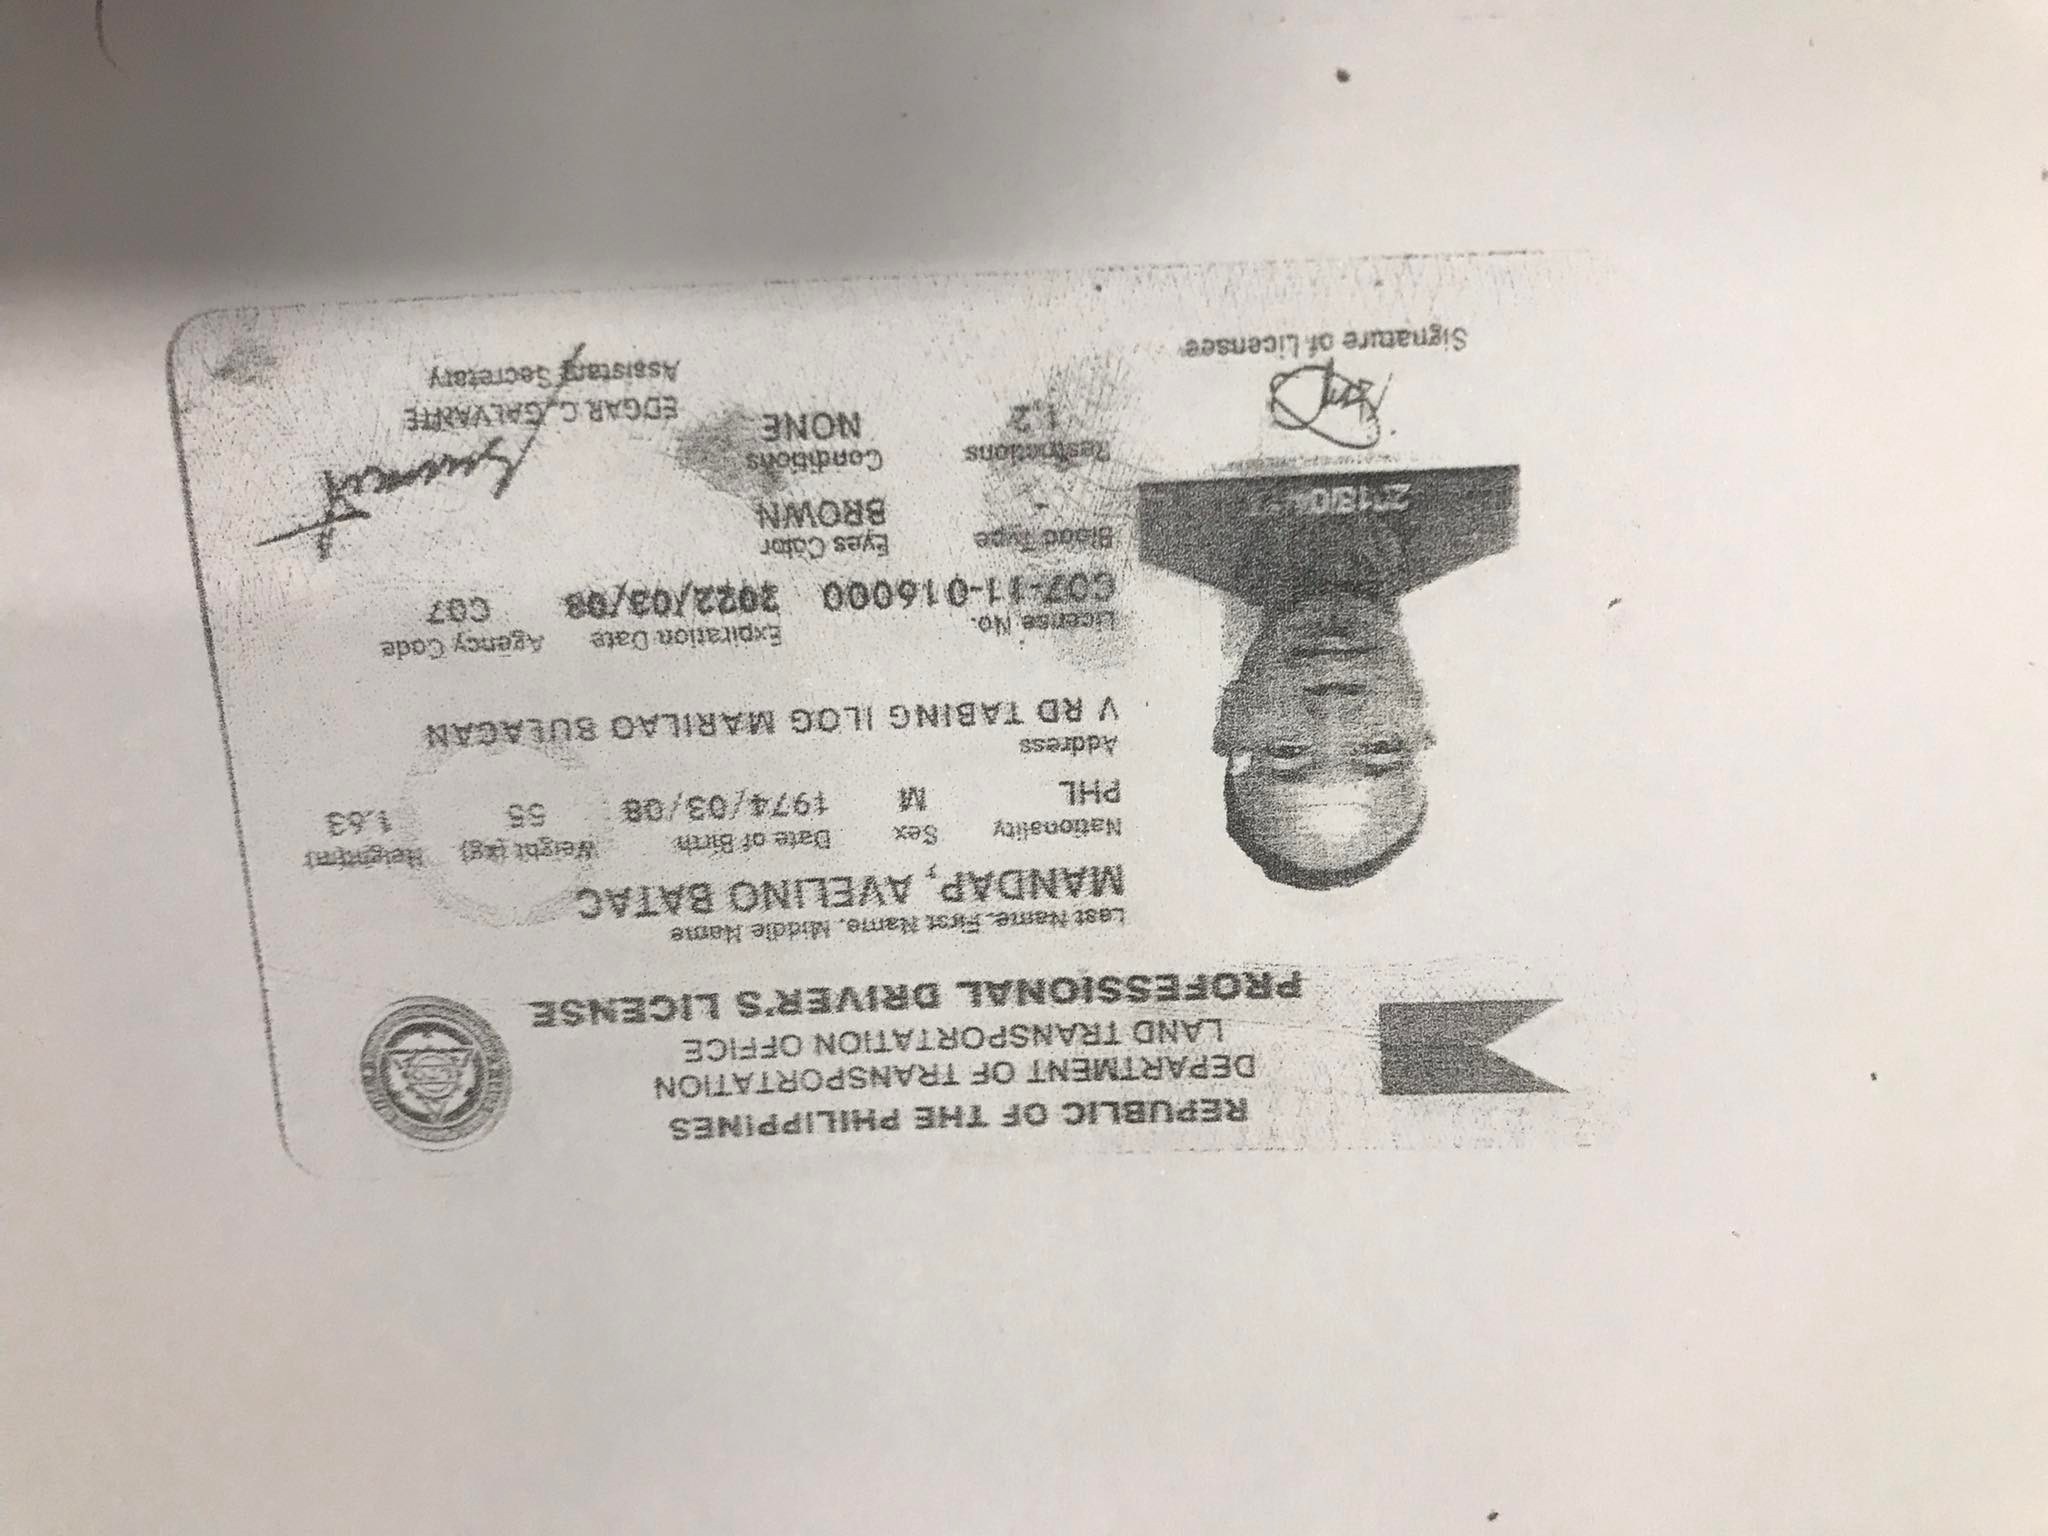 REPUBLIC OF THE PHILIPPINES
DEPARTMENT OF TRANSPORTATION
LAND TRANSPORTATION OFFICE
PROFESSIONAL DRIVER'S LICENSE
Last Name, First Name, Middle Name
MANDAP, AVELINO BATAC
Nationality Sex Date of Birth Weight (kg) Height(m)
PHL M 1974/03/08 55 1.63
Address
V RD TABING ILOG MARILAO BULACAN
License No. Expiration Date Agency Code
C07-11-016000 2022/03/08 C07
Blood Type Eyes Color
- BROWN
Restrictions Conditions
1,2 NONE
EDGAR C. GALVANTE
Assistant Secretary
Signature of Licensee